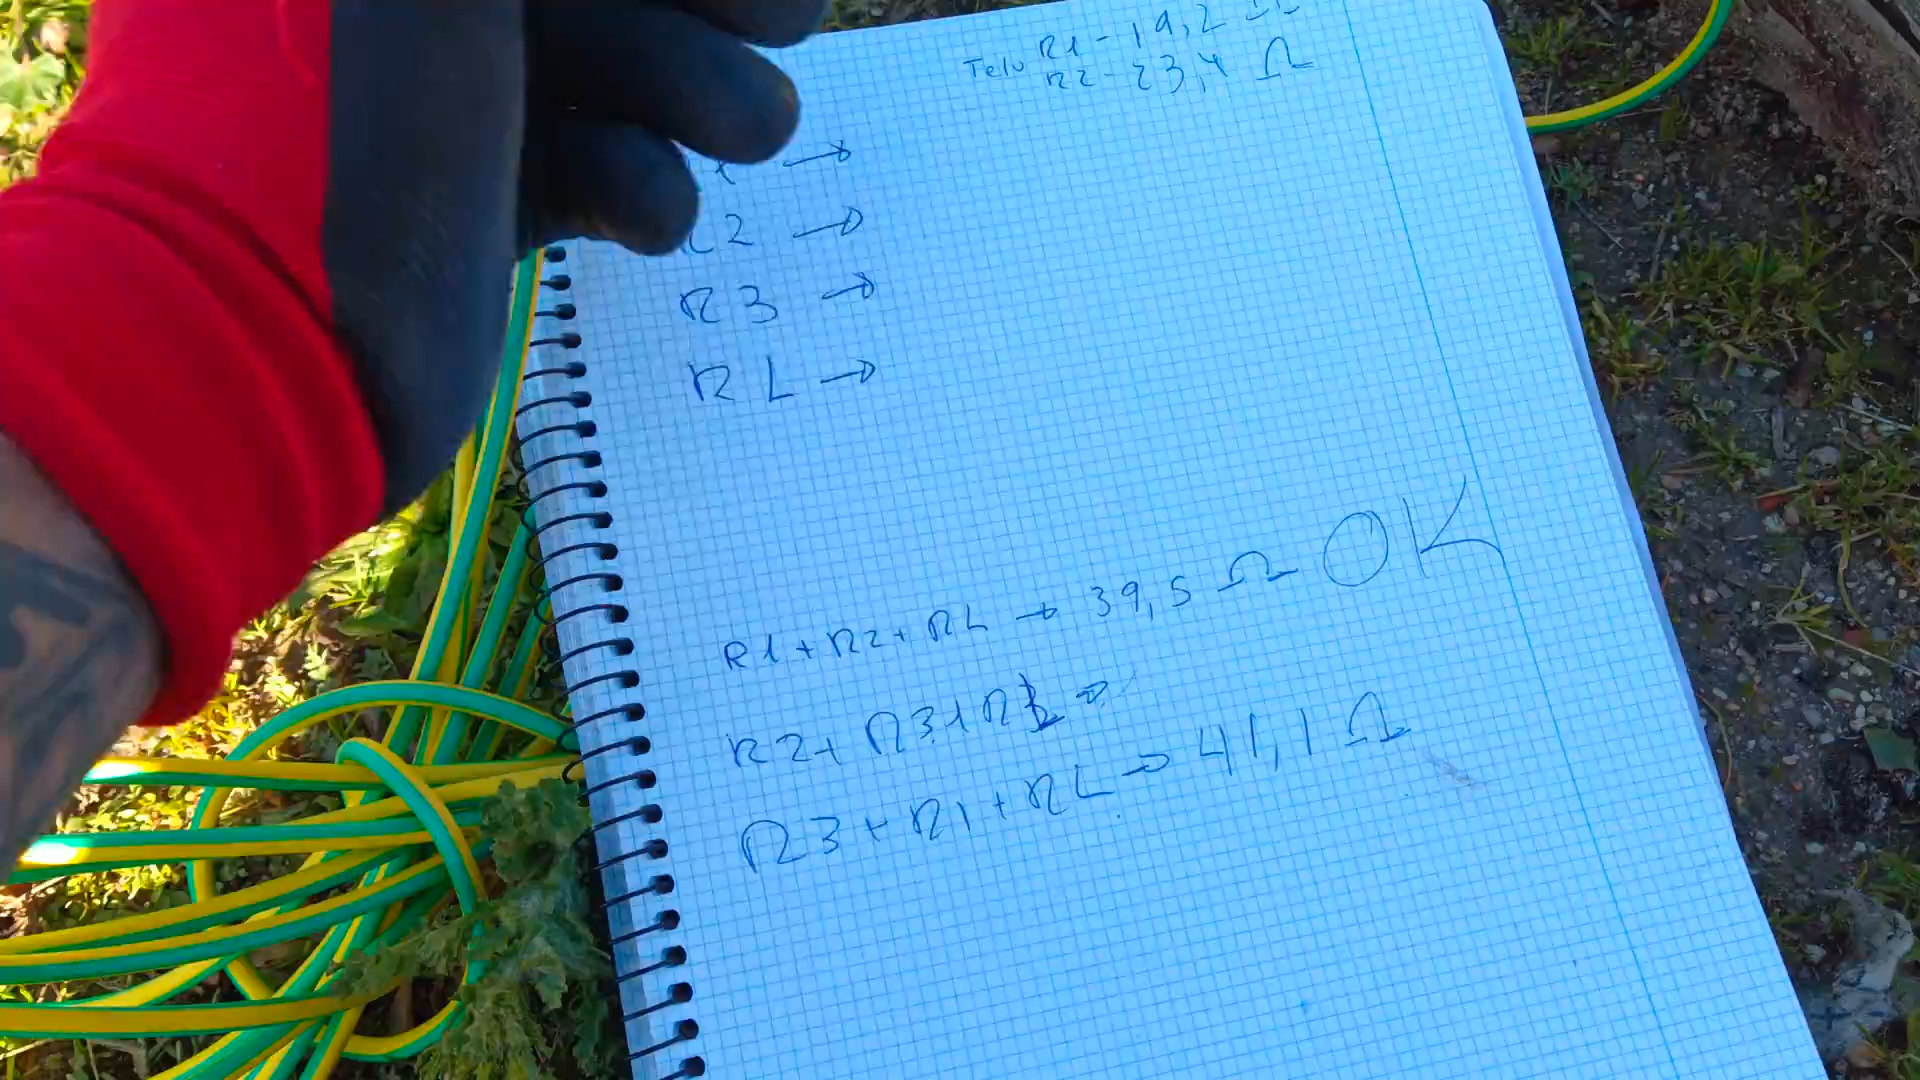 Telu R1 - 19,2 Ω
R2 - 23,4 Ω
→
2 →
R3 →
RL →
R1 + R2 + RL → 39,5 Ω OK
R2 + R3 + RL →
R3 + R1 + RL → 41,1 Ω